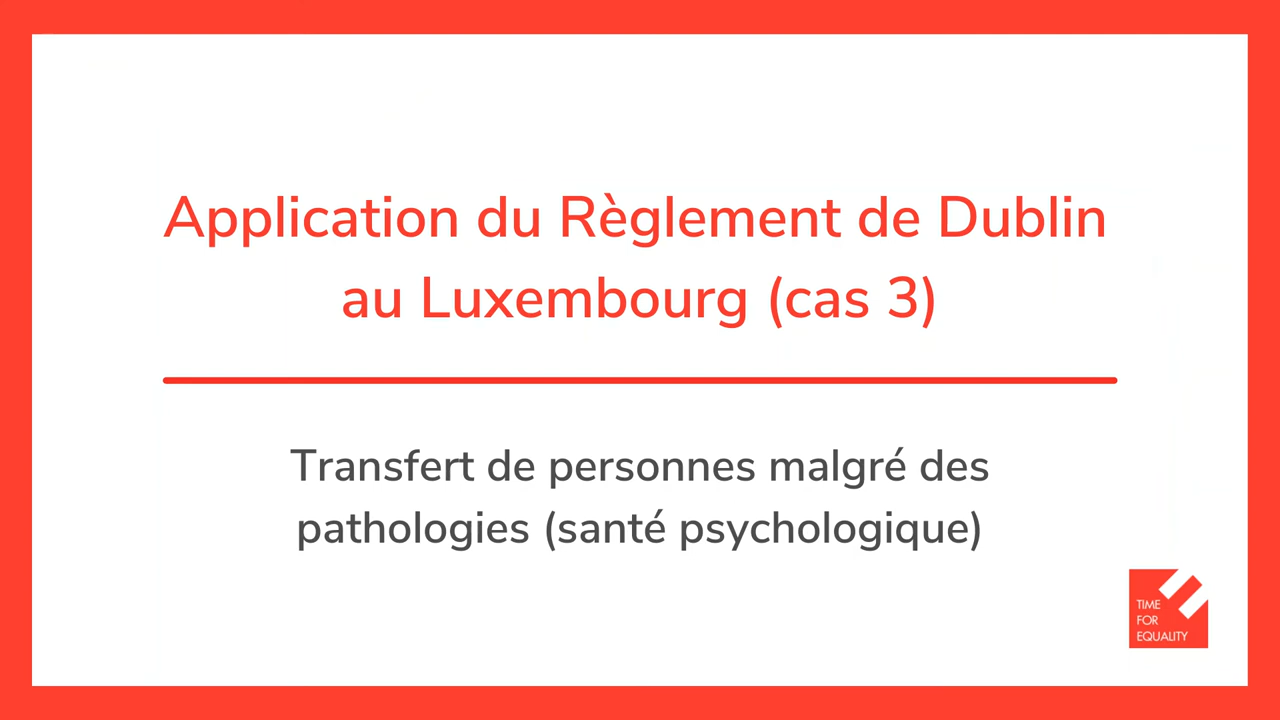 Application du Règlement de Dublin
au Luxembourg (cas 3)
Transfert de personnes malgré des
pathologies (santé psychologique)
TIME
FOR
EQUALITY